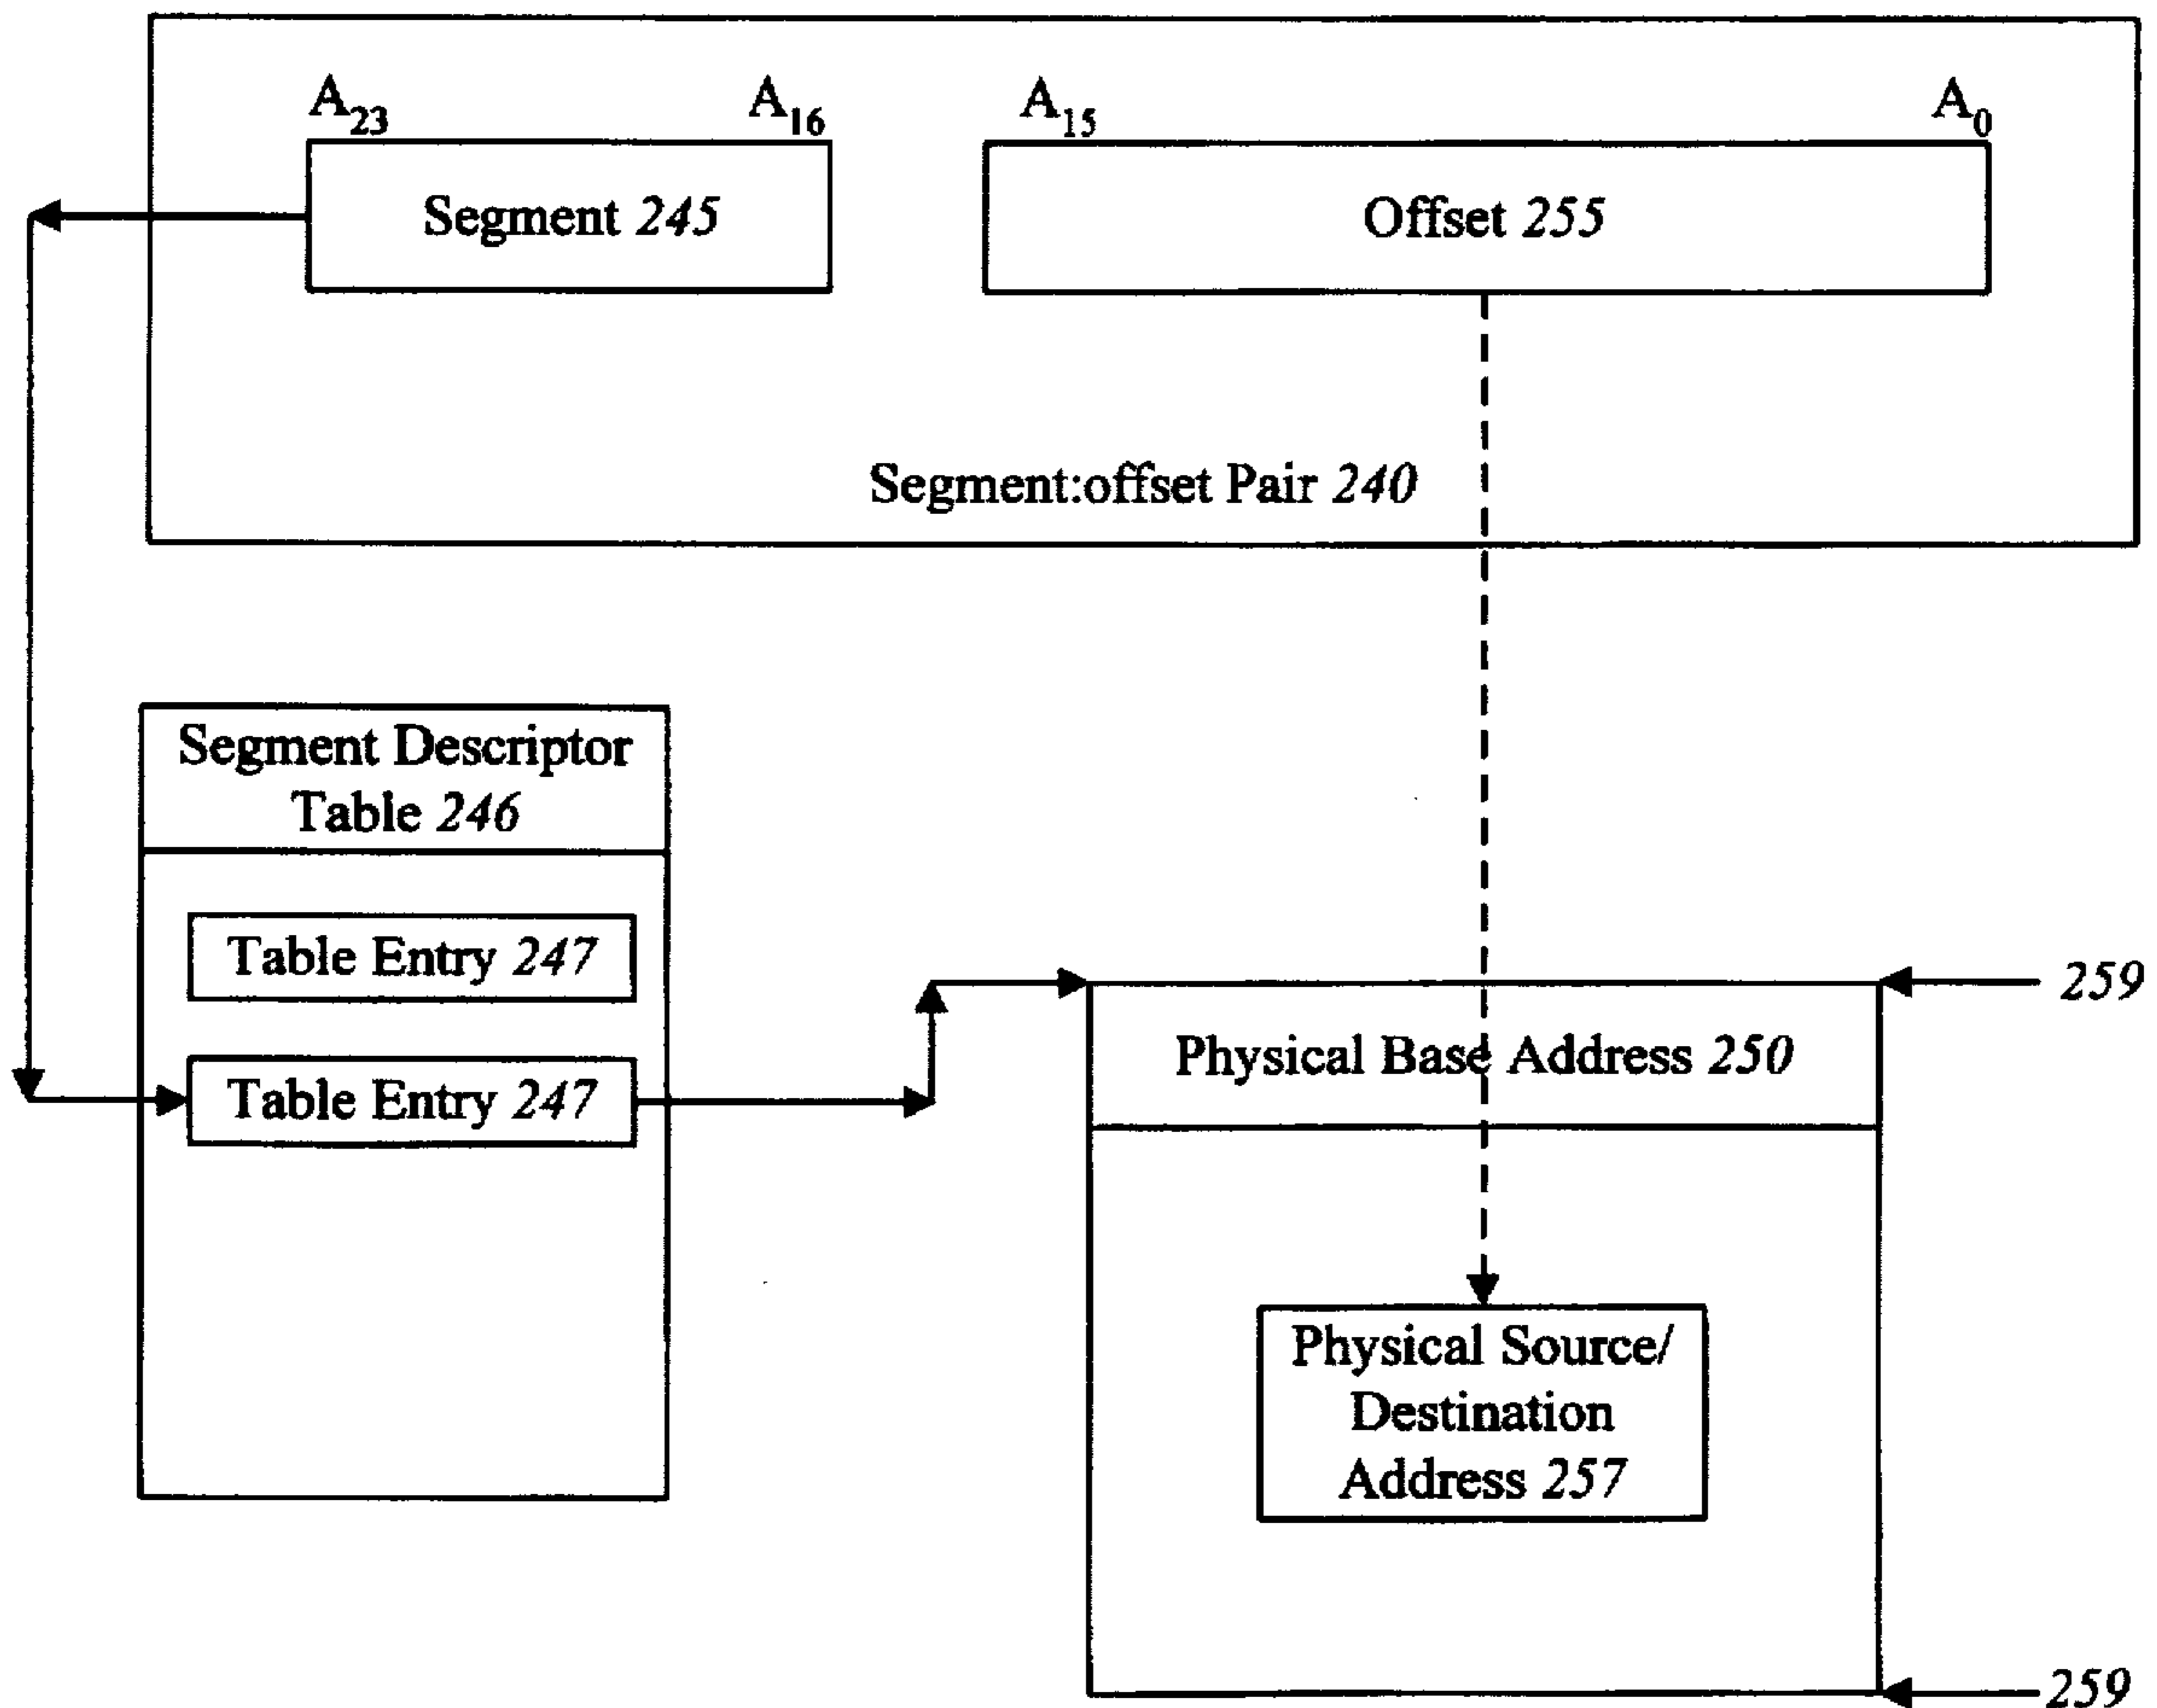 A23 A16 A15 A0
Segment 245 Offset 255
Segment:offset Pair 240
Segment Descriptor
Table 246
Table Entry 247
Table Entry 247
259
Physical Base Address 250
Physical Source/
Destination
Address 257
259